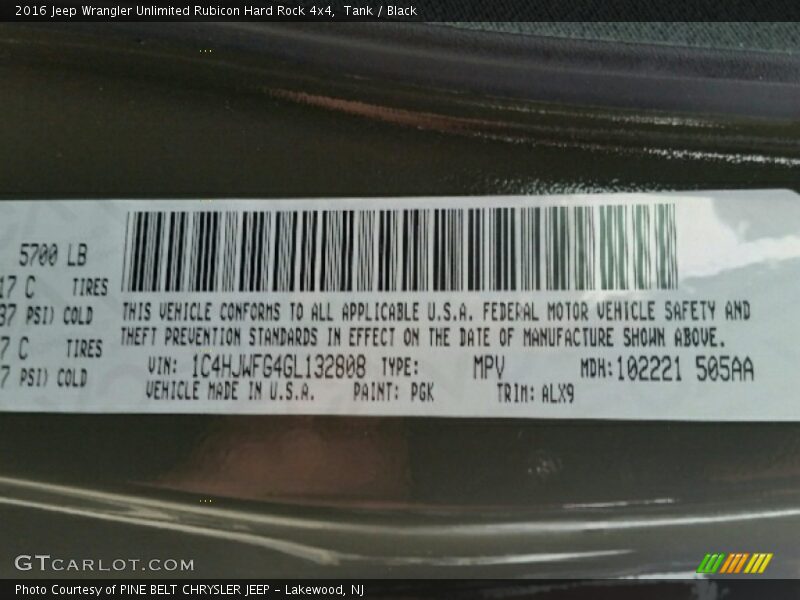 2016 Jeep Wrangler Unlimited Rubicon Hard Rock 4x4, Tank / Black
5700 LB
17 C TIRES
37 PSI) COLD
7 C TIRES
7 PSI) COLD
THIS VEHICLE CONFORMS TO ALL APPLICABLE U.S.A. FEDERAL MOTOR VEHICLE SAFETY AND
THEFT PREVENTION STANDARDS IN EFFECT ON THE DATE OF MANUFACTURE SHOWN ABOVE.
VIN: 1C4HJWFG4GL132808 TYPE: MPV MDH:102221 505AA
VEHICLE MADE IN U.S.A. PAINT: PGK TRIM: ALX9
GTCARLOT.COM
Photo Courtesy of PINE BELT CHRYSLER JEEP – Lakewood, NJ